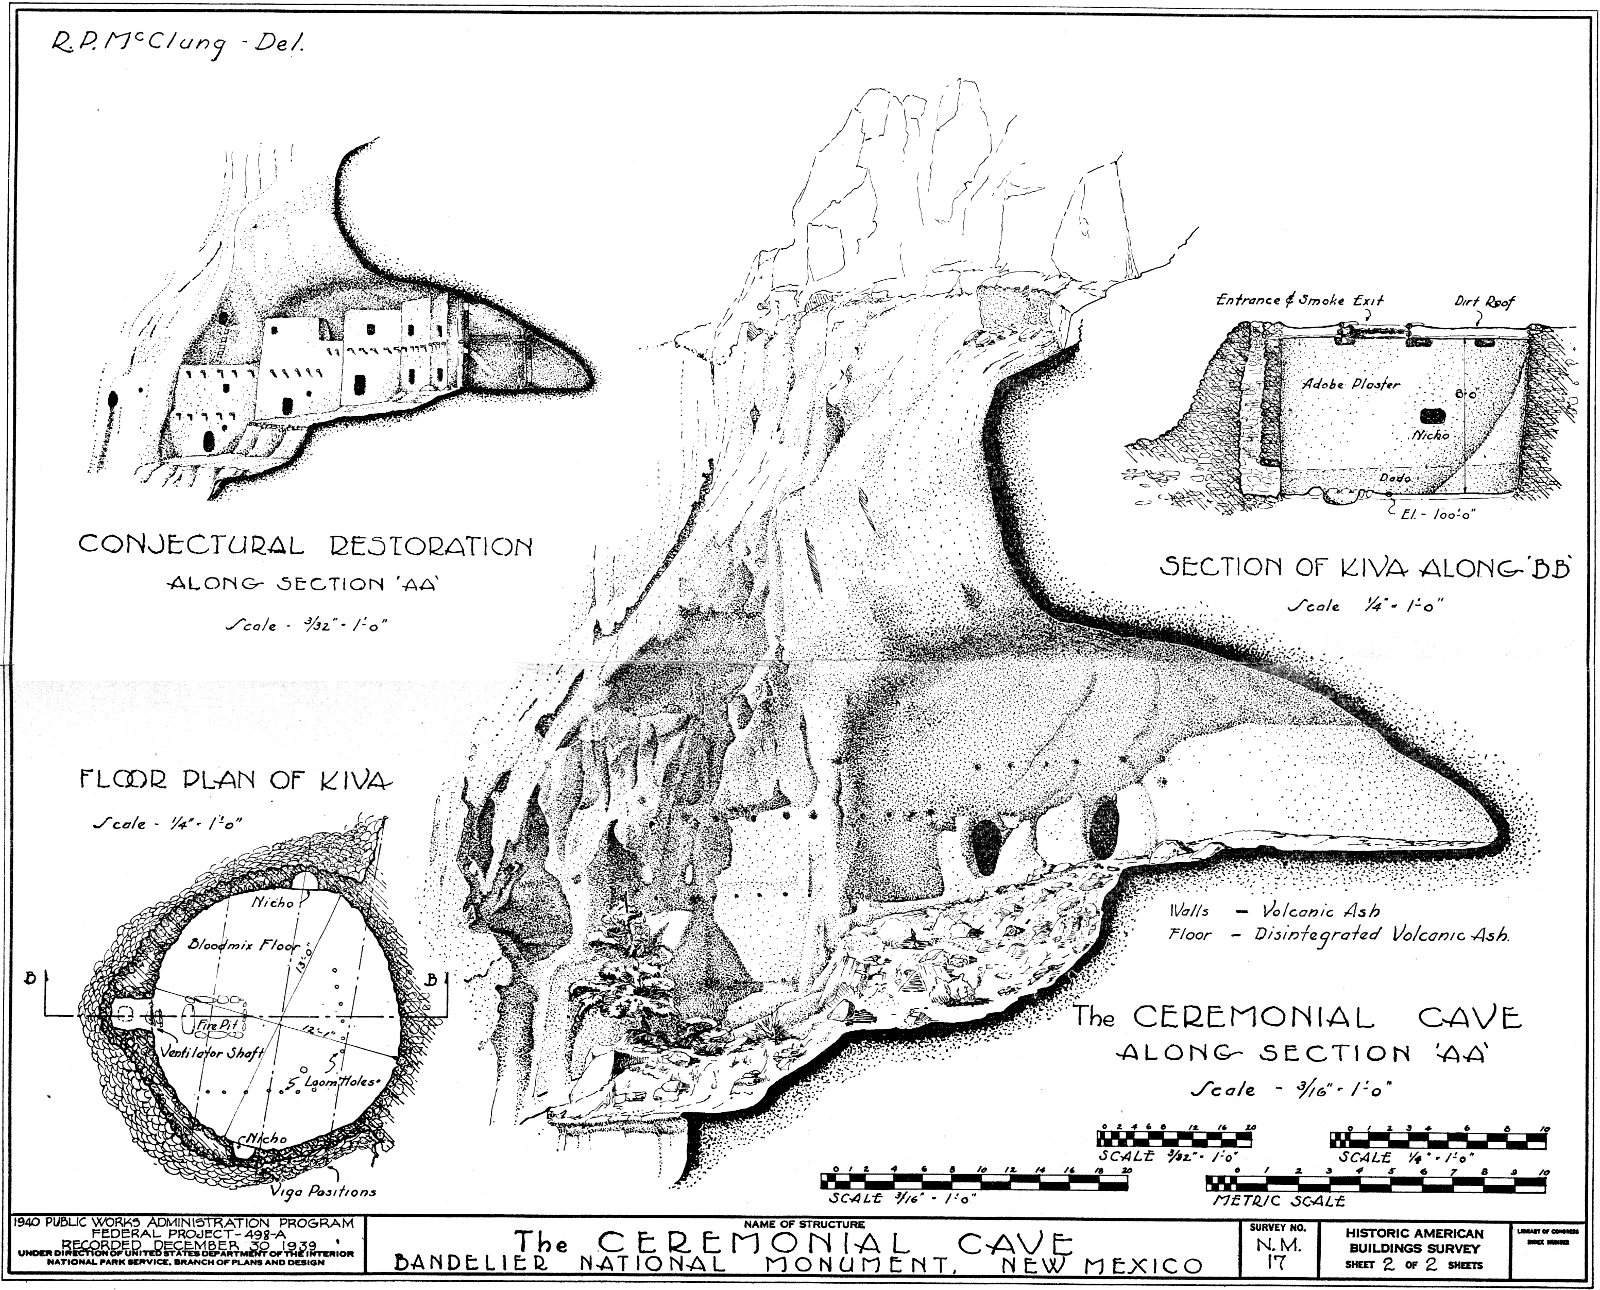 R.P. McClung - Del.
CONJECTURAL RESTORATION
ALONG SECTION 'AA'
Scale - 3/32" = 1'-0"
Entrance & Smoke Exit
Dirt Roof
Adobe Plaster
8'-0"
Nicho
Dado
El. - 100'-0"
SECTION OF KIVA ALONG 'BB'
Scale 1/4" = 1'-0"
FLOOR PLAN OF KIVA
Scale - 1/4" = 1'-0"
Nicho
Bloodmix Floor
13'-0"
B
B
Fire Pit
12'-1"
Ventilator Shaft
5
5 Loom Holes
Nicho
Viga Positions
Walls - Volcanic Ash
Floor - Disintegrated Volcanic Ash.
The CEREMONIAL CAVE
ALONG SECTION 'AA'
Scale - 3/16" = 1'-0"
0 2 4 6 8 12 16 20
SCALE 3/32" = 1'-0"
0 1 2 3 4 6 8 10
SCALE 1/4" = 1'-0"
0 1 2 4 6 8 10 12 14 16 18 20
SCALE 3/16" = 1'-0"
0 1 2 3 4 5 6 7 8 9 10
METRIC SCALE
1940 PUBLIC WORKS ADMINISTRATION PROGRAM
FEDERAL PROJECT - 498-A
RECORDED DECEMBER 30 1939
UNDER DIRECTION OF UNITED STATES DEPARTMENT OF THE INTERIOR
NATIONAL PARK SERVICE, BRANCH OF PLANS AND DESIGN
NAME OF STRUCTURE
The CEREMONIAL CAVE
BANDELIER NATIONAL MONUMENT, NEW MEXICO
SURVEY NO.
N.M.
17
HISTORIC AMERICAN
BUILDINGS SURVEY
SHEET 2 OF 2 SHEETS
LIBRARY OF CONGRESS
INDEX NUMBER